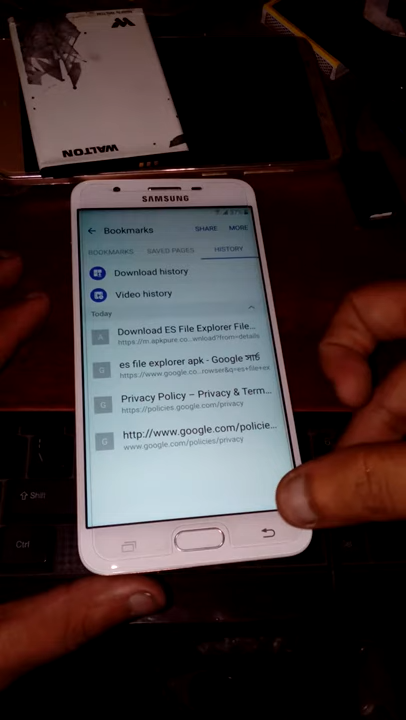 WALTON
SAMSUNG
37%
← Bookmarks SHARE MORE
BOOKMARKS SAVED PAGES HISTORY
Download history
Video history
Today
A
Download ES File Explorer File...
https://m.apkpure.co...wnload?from=details
G
es file explorer apk - Google সার্চ
https://www.google.co...rowser&q=es+file+es
G
Privacy Policy – Privacy & Term...
https://policies.google.com/privacy
G
http://www.google.com/policie...
www.google.com/policies/privacy
Shift
Ctrl